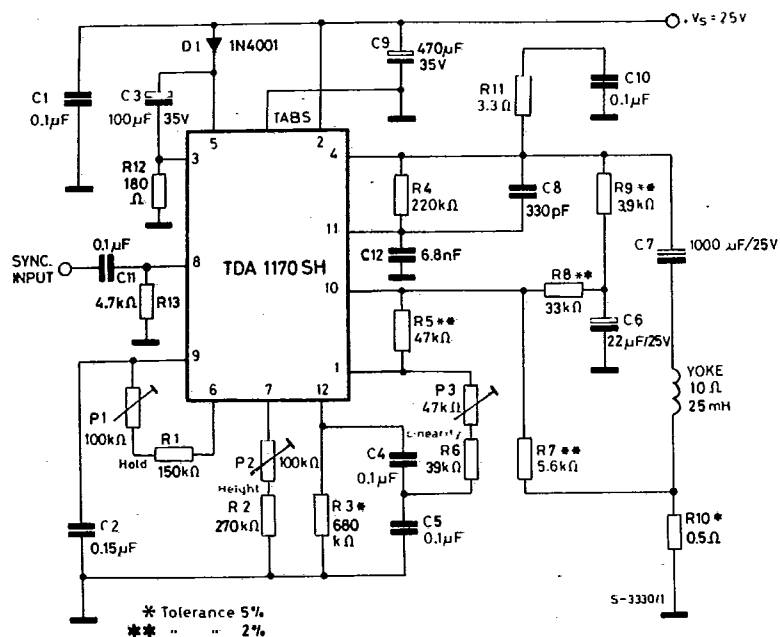 +VS = 25V
D1 1N4001
C9 470µF 35V
C1 0.1µF
C3 100µF 35V
R11 3.3 Ω
C10 0.1µF
TABS
5
2
3
4
R12 180 Ω
R4 220kΩ
C8 330pF
R9 ** 3.9kΩ
C7 1000 µF/25V
11
0.1µF
SYNC. INPUT
C11
8
TDA 1170 SH
C12 6.8nF
10
R8 ** 33kΩ
4.7kΩ R13
R5 ** 47kΩ
C6 22µF/25V
9
1
YOKE 10 Ω 25mH
6
7
12
P3 47kΩ
Linearity
P1 100kΩ
Hold
R1 150kΩ
P2 100kΩ
Height
C4 0.1µF
R6 39kΩ
R7 ** 5.6kΩ
C2 0.15µF
R2 270kΩ
R3* 680 kΩ
C5 0.1µF
R10* 0.5Ω
S-3330/1
* Tolerance 5%
** " " 2%